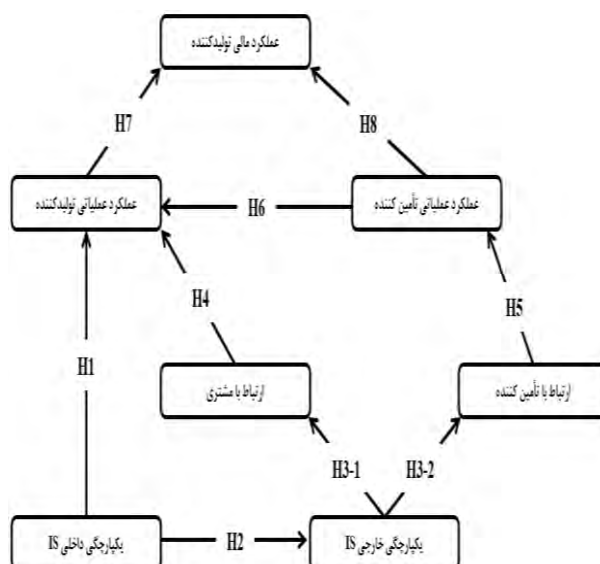 عملکرد مالی تولیدکننده
H7
H8
عملکرد عملیاتی تولیدکننده
H6
عملکرد عملیاتی تأمین کننده
H4
H5
H1
ارتباط با مشتری
ارتباط با تأمین کننده
H3-1
H3-2
یکپارچگی داخلی IS
H2
یکپارچگی خارجی IS